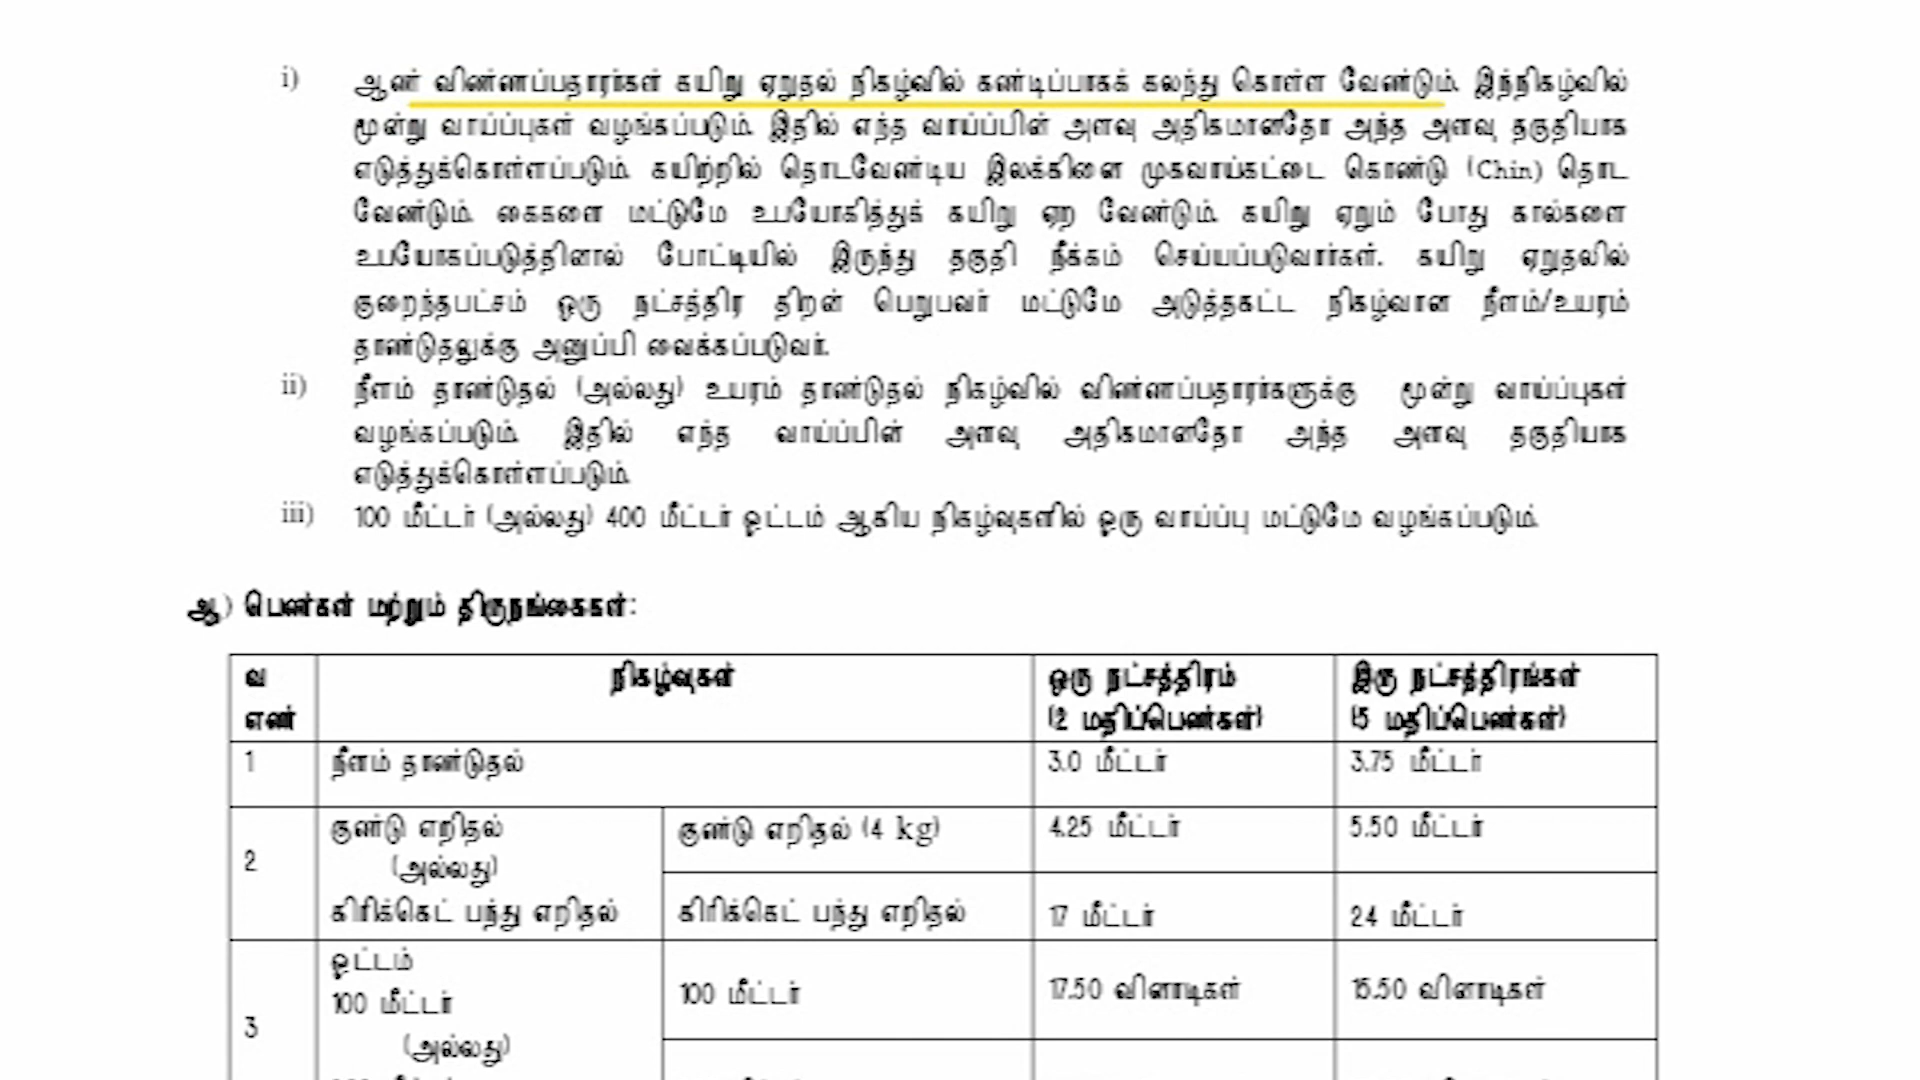 i) ஆண் விண்ணப்பதாரர்கள் கயிறு ஏறுதல் நிகழ்வில் கண்டிப்பாகக் கலந்து கொள்ள வேண்டும். இந்நிகழ்வில்
மூன்று வாய்ப்புகள் வழங்கப்படும். இதில் எந்த வாய்ப்பின் அளவு அதிகமானதோ அந்த அளவு தகுதியாக
எடுத்துக்கொள்ளப்படும். கயிற்றில் தொடவேண்டிய இலக்கினை முகவாய்கட்டை கொண்டு (Chin) தொட
வேண்டும். கைகளை மட்டுமே உபயோகித்துக் கயிறு ஏற வேண்டும். கயிறு ஏறும் போது கால்களை
உபயோகப்படுத்தினால் போட்டியில் இருந்து தகுதி நீக்கம் செய்யப்படுவார்கள். கயிறு ஏறுதலில்
குறைந்தபட்சம் ஒரு நட்சத்திர திறன் பெறுபவர் மட்டுமே அடுத்தகட்ட நிகழ்வான நீளம்/உயரம்
தாண்டுதலுக்கு அனுப்பி வைக்கப்படுவர்.
ii) நீளம் தாண்டுதல் (அல்லது) உயரம் தாண்டுதல் நிகழ்வில் விண்ணப்பதாரர்களுக்கு மூன்று வாய்ப்புகள்
வழங்கப்படும். இதில் எந்த வாய்ப்பின் அளவு அதிகமானதோ அந்த அளவு தகுதியாக
எடுத்துக்கொள்ளப்படும்.
iii) 100 மீட்டர் (அல்லது) 400 மீட்டர் ஓட்டம் ஆகிய நிகழ்வுகளில் ஒரு வாய்ப்பு மட்டுமே வழங்கப்படும்.
ஆ) பெண்கள் மற்றும் திருநங்கைகள்:
வ எண் நிகழ்வுகள் ஒரு நட்சத்திரம் (2 மதிப்பெண்கள்) இரு நட்சத்திரங்கள் (5 மதிப்பெண்கள்)
1 நீளம் தாண்டுதல் 3.0 மீட்டர் 3.75 மீட்டர்
2 குண்டு எறிதல் (அல்லது) கிரிக்கெட் பந்து எறிதல்
குண்டு எறிதல் (4 kg) 4.25 மீட்டர் 5.50 மீட்டர்
கிரிக்கெட் பந்து எறிதல் 17 மீட்டர் 24 மீட்டர்
3 ஓட்டம் 100 மீட்டர் (அல்லது)
100 மீட்டர் 17.50 விநாடிகள் 15.50 விநாடிகள்